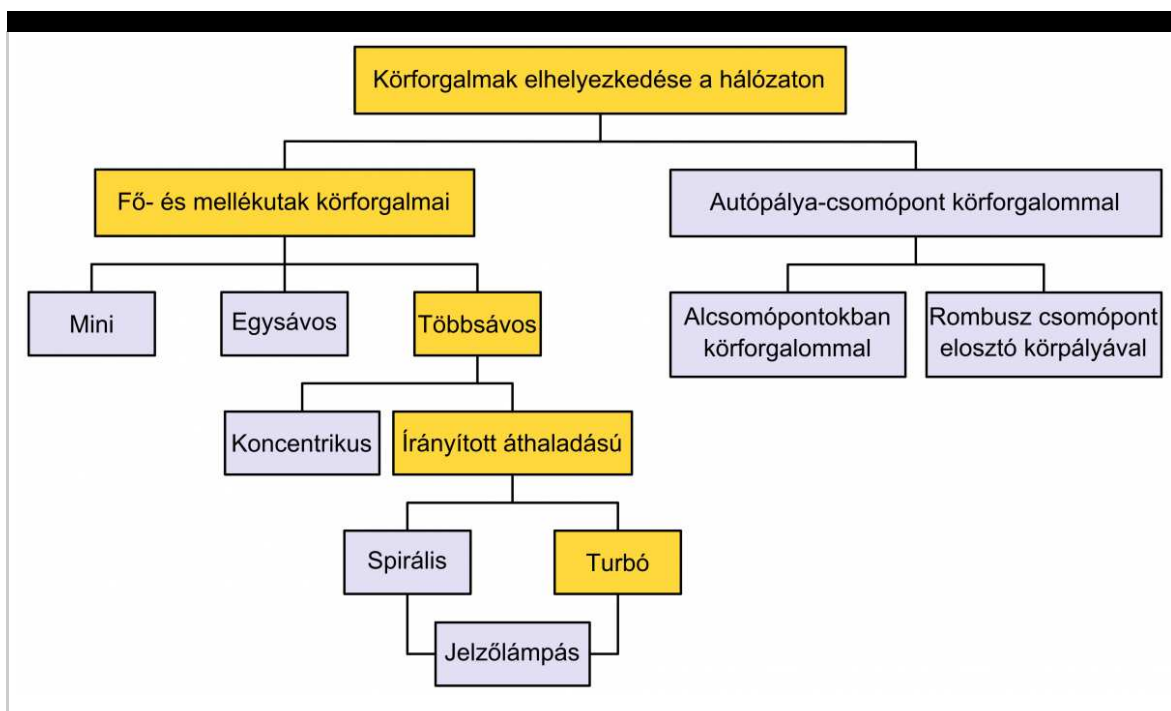 Körforgalmak elhelyezkedése a hálózaton
Fő- és mellékutak körforgalmai
Autópálya-csomópont körforgalommal
Mini
Egysávos
Többsávos
Alcsomópontokban
körforgalommal
Rombusz csomópont
elosztó körpályával
Koncentrikus
Írányított áthaladású
Spirális
Turbó
Jelzőlámpás